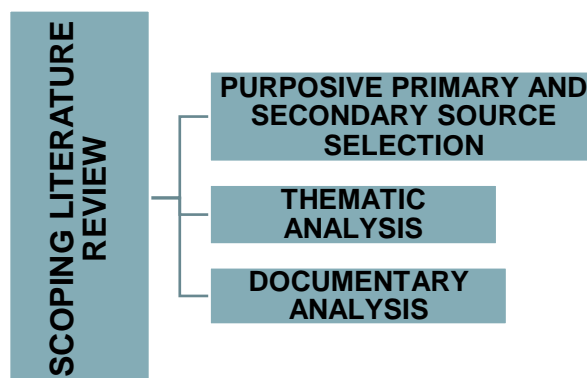 SCOPING LITERATURE
REVIEW
PURPOSIVE PRIMARY AND
SECONDARY SOURCE
SELECTION
THEMATIC
ANALYSIS
DOCUMENTARY
ANALYSIS